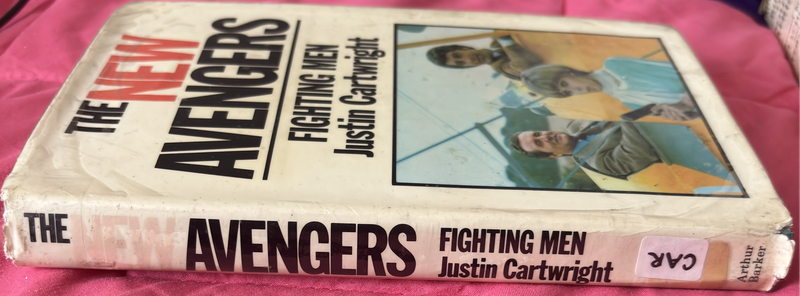 THE NEW
AVENGERS
FIGHTING MEN
Justin Cartwright
THE NEW AVENGERS
FIGHTING MEN
Justin Cartwright
CAR
Arthur
Barker